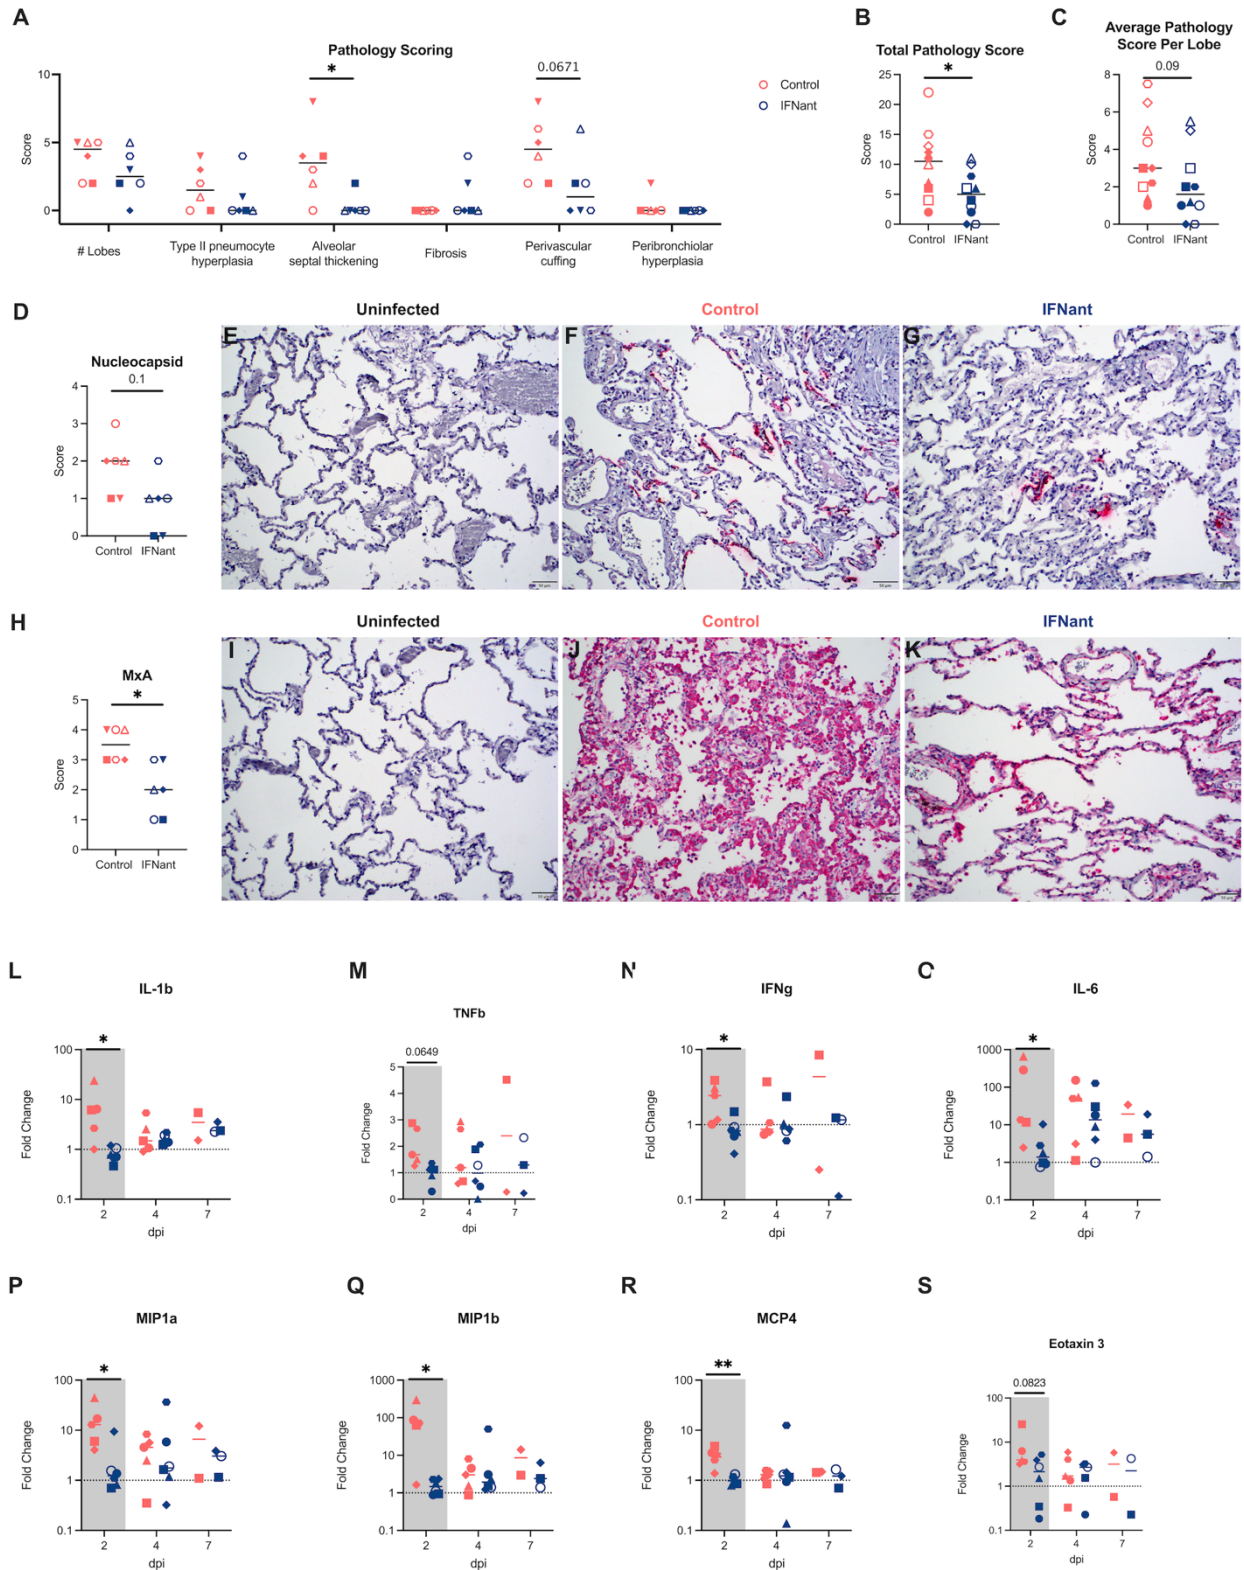 A
B
C
Pathology Scoring
Total Pathology Score
Average Pathology
Score Per Lobe
*
0.0671
Control
IFNant
*
0.09
Score
10
5
0
# Lobes
Type II pneumocyte
hyperplasia
Alveolar
septal thickening
Fibrosis
Perivascular
cuffing
Peribronchiolar
hyperplasia
Score
25
20
15
10
5
0
Control
IFNant
Score
8
6
4
2
0
Control
IFNant
D
Nucleocapsid
0.1
Score
4
3
2
1
0
Control
IFNant
Uninfected
Control
IFNant
E
F
G
H
MxA
*
Score
5
4
3
2
1
0
Control
IFNant
Uninfected
Control
IFNant
I
J
K
L
IL-1b
*
Fold Change
100
10
1
0.1
2
4
7
dpi
M
TNFb
0.0649
Fold Change
5
4
3
2
1
0
2
4
7
dpi
N
IFNg
*
Fold Change
10
1
0.1
2
4
7
dpi
O
IL-6
*
Fold Change
1000
100
10
1
0.1
2
4
7
dpi
P
MIP1a
*
Fold Change
100
10
1
0.1
2
4
7
dpi
Q
MIP1b
*
Fold Change
1000
100
10
1
0.1
2
4
7
dpi
R
MCP4
**
Fold Change
100
10
1
0.1
2
4
7
dpi
S
Eotaxin 3
0.0823
Fold Change
100
10
1
0.1
2
4
7
dpi